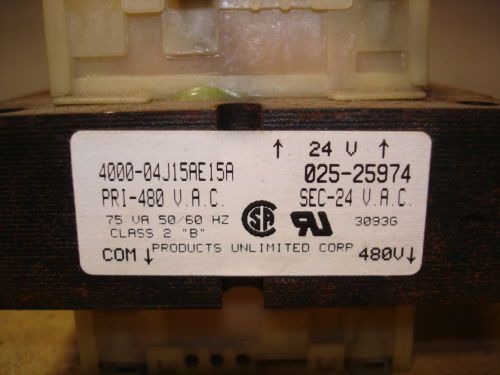 ↑ 24 V ↑
4000-04J15AE15A 025-25974
PRI-480 V.A.C. SEC-24 V.A.C.
75 VA 50/60 HZ 3093G
CLASS 2 "B"
PRODUCTS UNLIMITED CORP
COM ↓ 480V↓